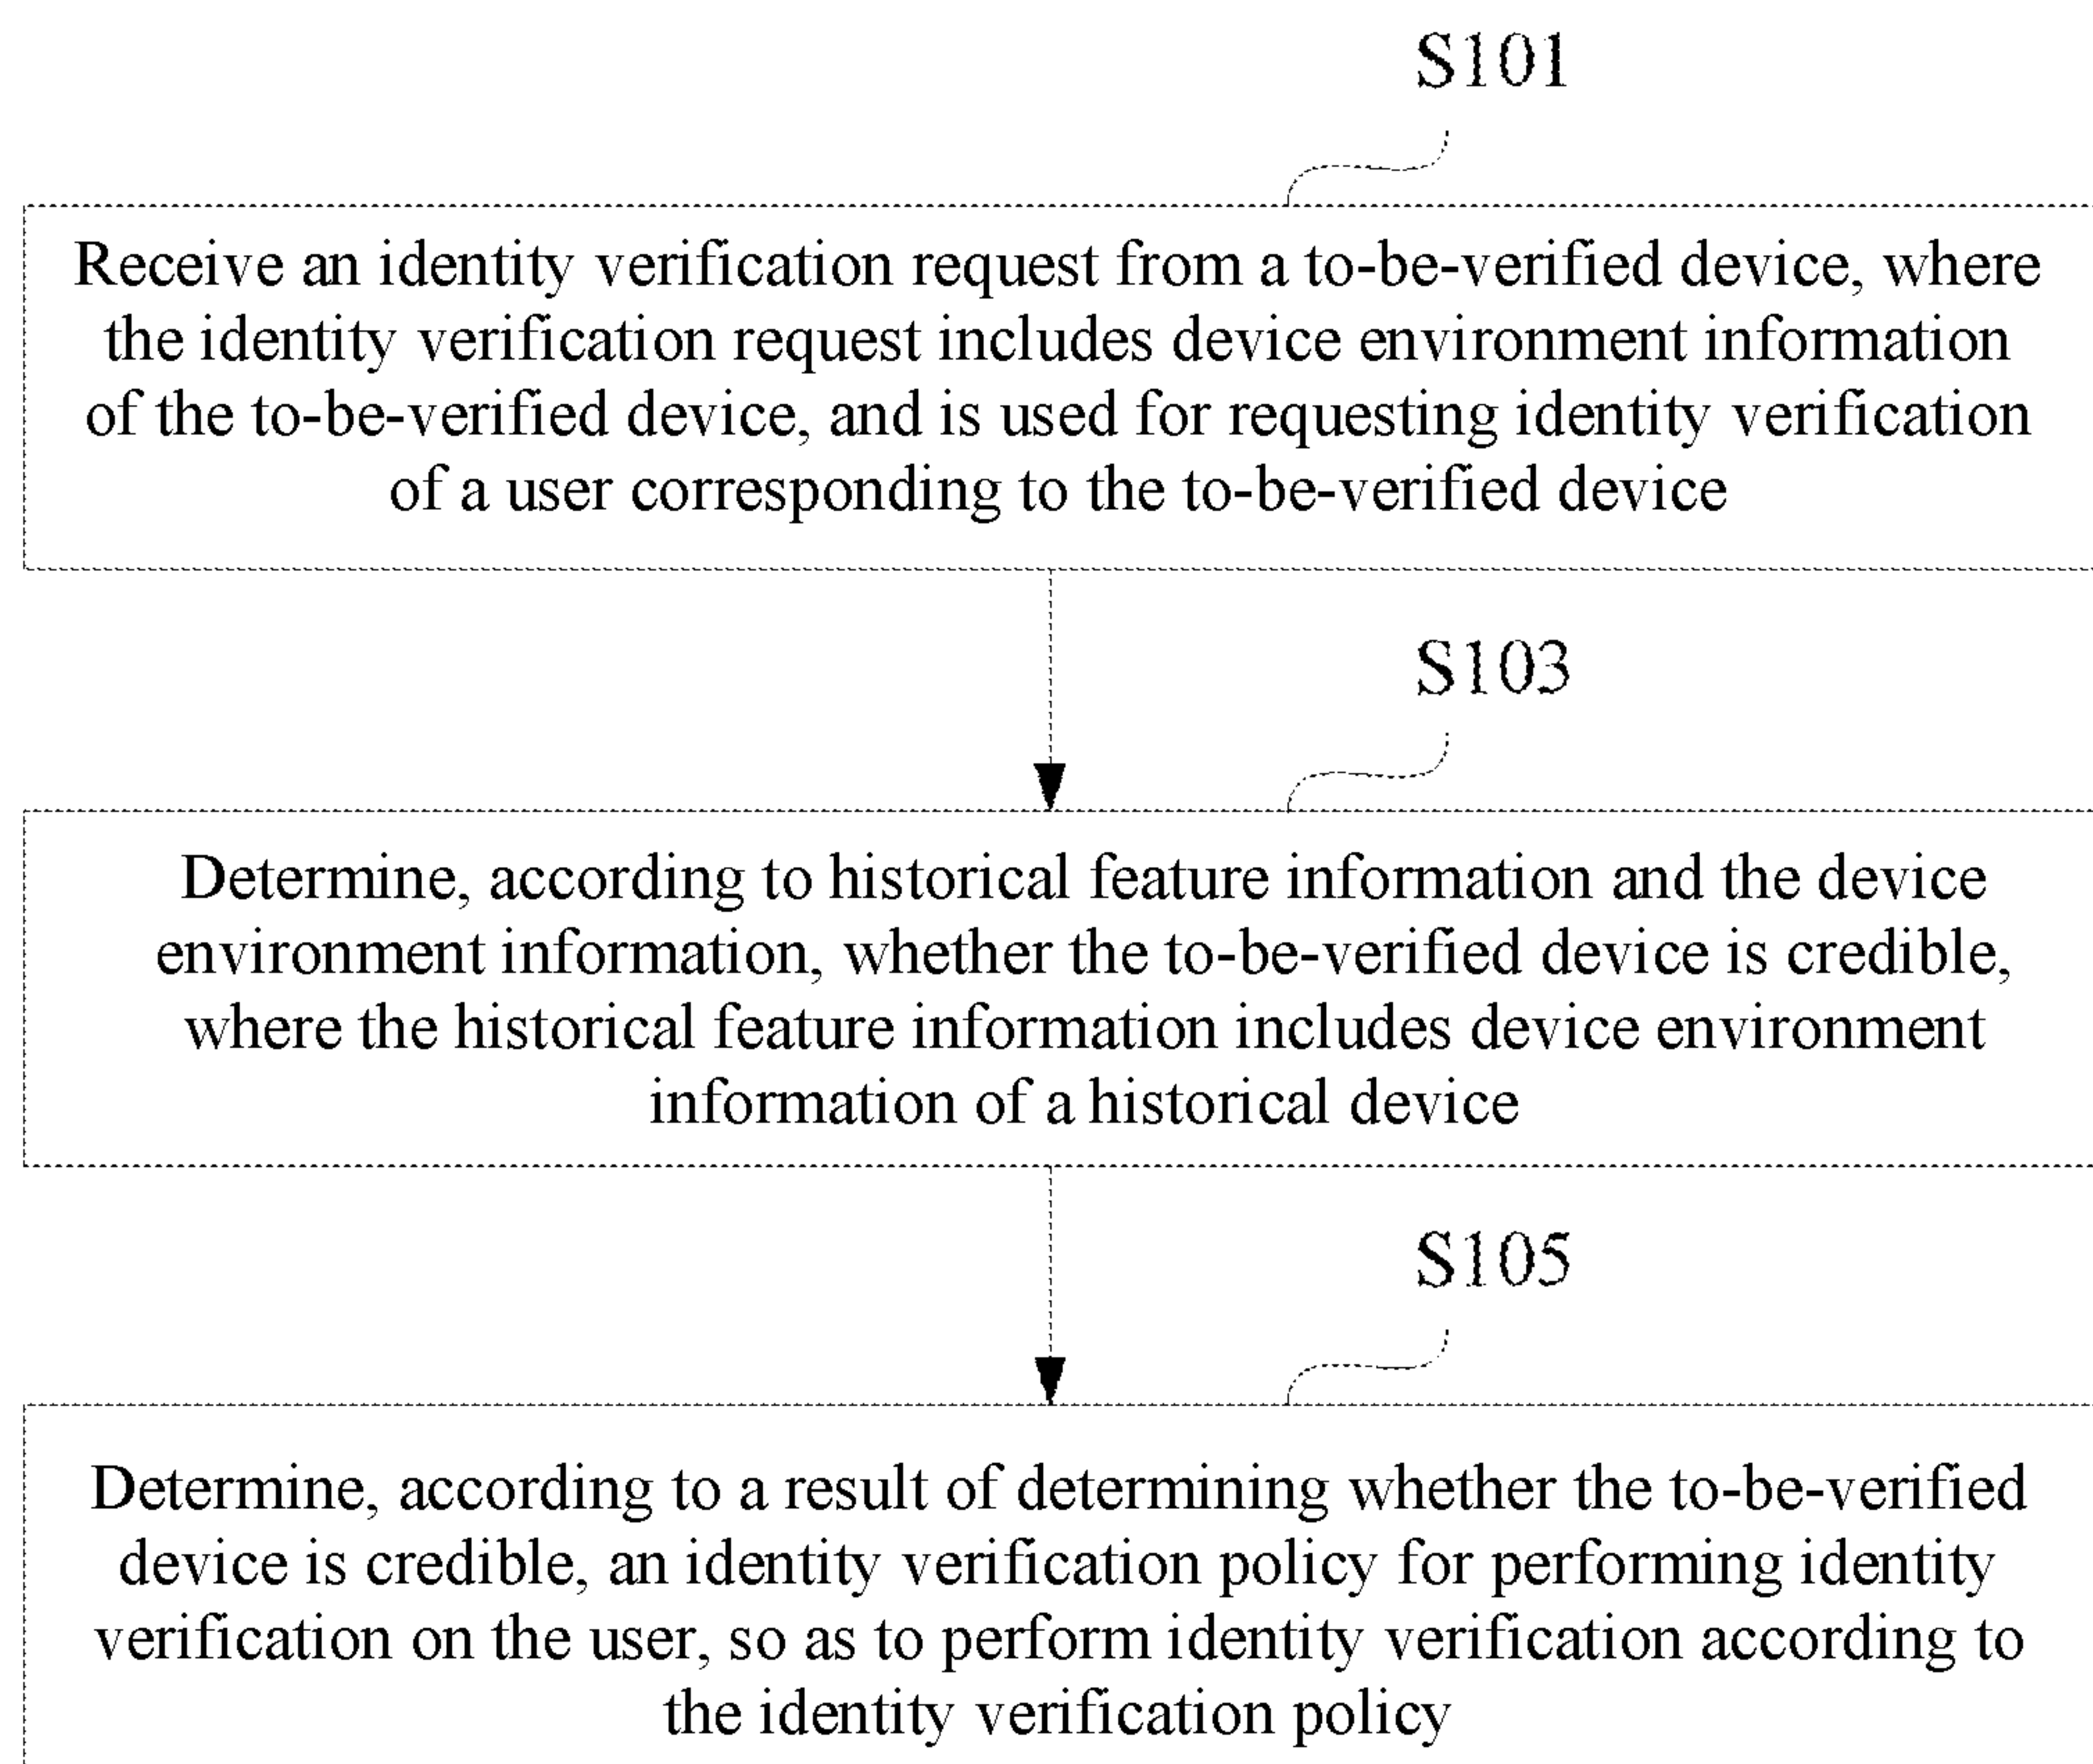 S101
Receive an identity verification request from a to-be-verified device, where
the identity verification request includes device environment information
of the to-be-verified device, and is used for requesting identity verification
of a user corresponding to the to-be-verified device
S103
Determine, according to historical feature information and the device
environment information, whether the to-be-verified device is credible,
where the historical feature information includes device environment
information of a historical device
S105
Determine, according to a result of determining whether the to-be-verified
device is credible, an identity verification policy for performing identity
verification on the user, so as to perform identity verification according to
the identity verification policy